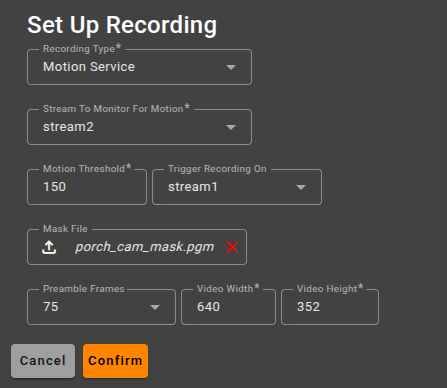 Set Up Recording
Recording Type*
Motion Service
Stream To Monitor For Motion*
stream2
Motion Threshold* Trigger Recording On
150 stream1
Mask File
porch_cam_mask.pgm
Preamble Frames Video Width* Video Height*
75 640 352
Cancel Confirm